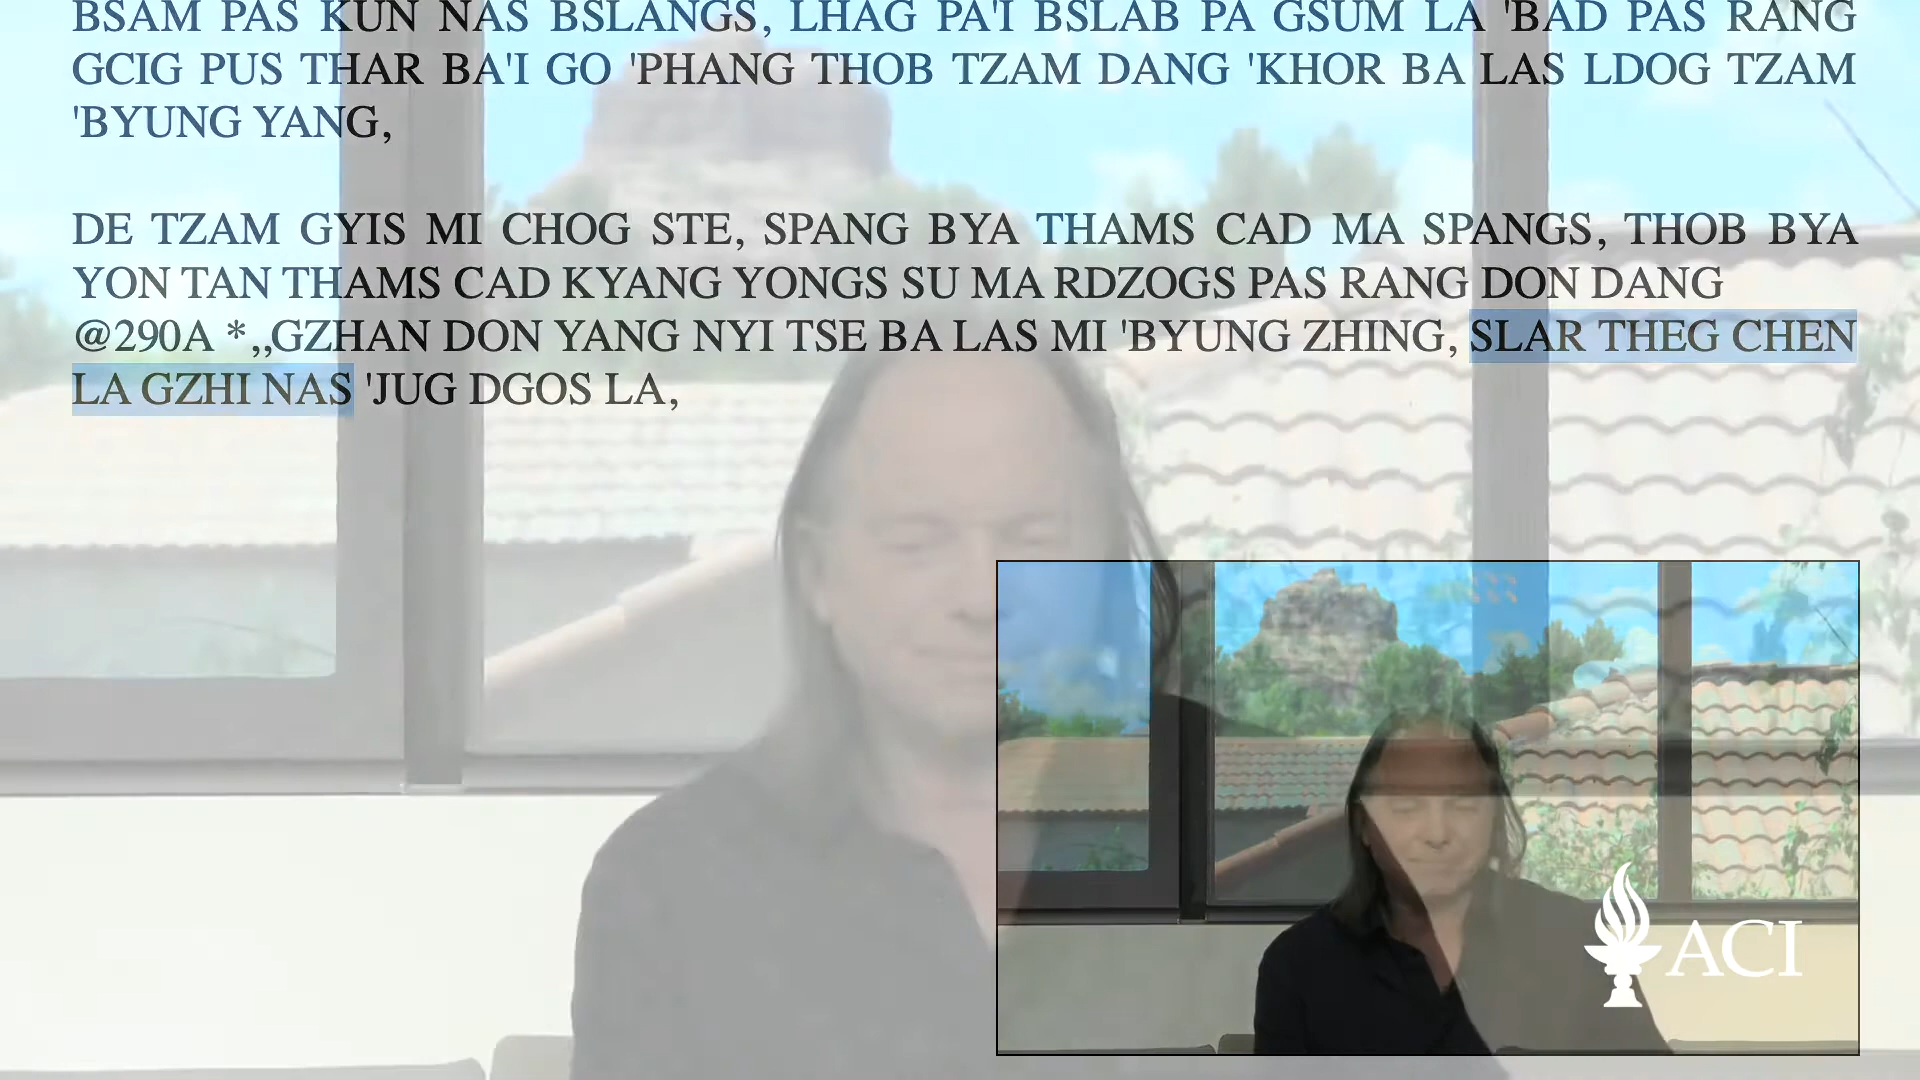 BSAM PAS KUN NAS BSLANGS, LHAG PA'I BSLAB PA GSUM LA 'BAD PAS RANG
GCIG PUS THAR BA'I GO 'PHANG THOB TZAM DANG 'KHOR BA LAS LDOG TZAM
'BYUNG YANG,
DE TZAM GYIS MI CHOG STE, SPANG BYA THAMS CAD MA SPANGS, THOB BYA
YON TAN THAMS CAD KYANG YONGS SU MA RDZOGS PAS RANG DON DANG
@290A *,,GZHAN DON YANG NYI TSE BA LAS MI 'BYUNG ZHING, SLAR THEG CHEN
LA GZHI NAS 'JUG DGOS LA,
ACI